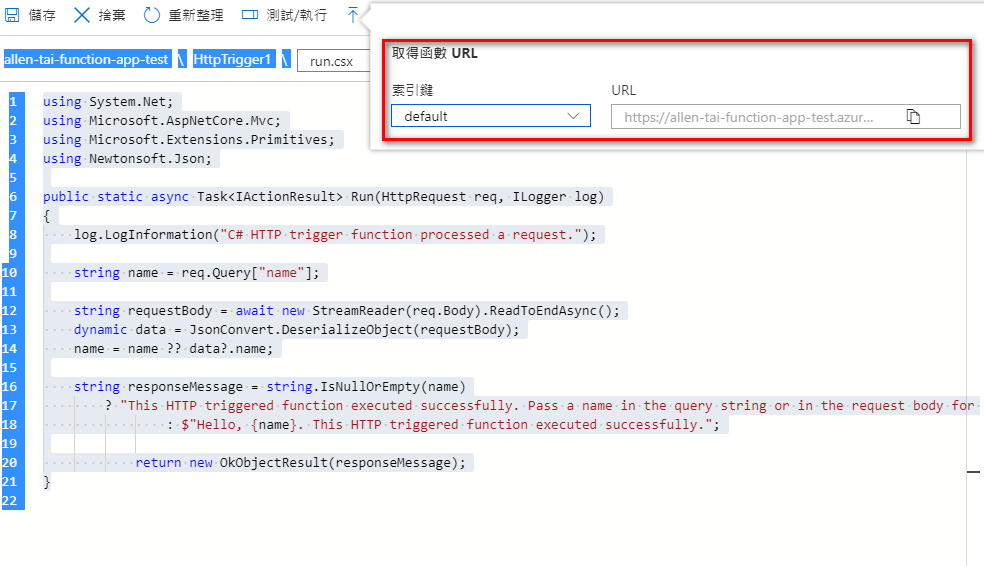 儲存 捨棄 重新整理 測試/執行
取得函數 URL
allen-tai-function-app-test \ HttpTrigger1 \ run.csx
索引鍵 URL
default https://allen-tai-function-app-test.azur...
1 using System.Net;
2 using Microsoft.AspNetCore.Mvc;
3 using Microsoft.Extensions.Primitives;
4 using Newtonsoft.Json;
5
6 public static async Task<IActionResult> Run(HttpRequest req, ILogger log)
7 {
8 log.LogInformation("C# HTTP trigger function processed a request.");
9
10 string name = req.Query["name"];
11
12 string requestBody = await new StreamReader(req.Body).ReadToEndAsync();
13 dynamic data = JsonConvert.DeserializeObject(requestBody);
14 name = name ?? data?.name;
15
16 string responseMessage = string.IsNullOrEmpty(name)
17 ? "This HTTP triggered function executed successfully. Pass a name in the query string or in the request body for
18 : $"Hello, {name}. This HTTP triggered function executed successfully.";
19
20 return new OkObjectResult(responseMessage);
21 }
22